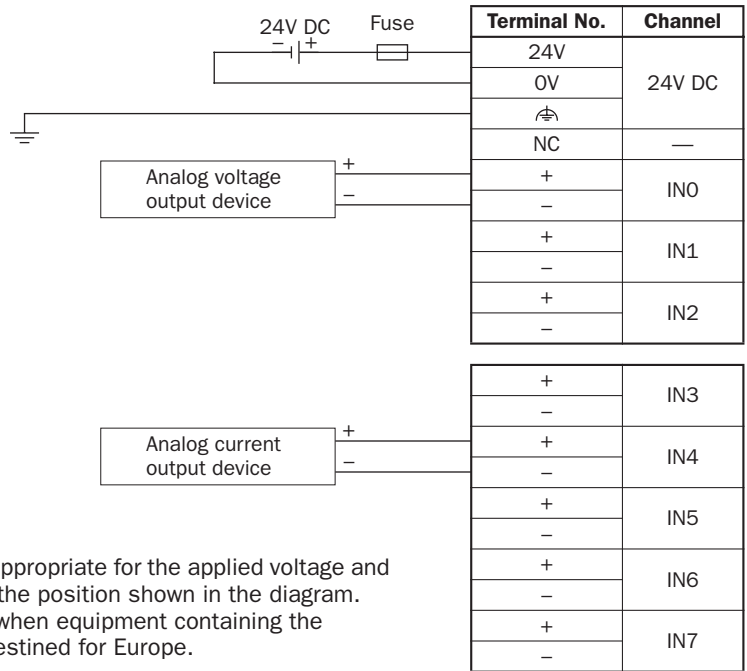 24V DC
Fuse
− +
Terminal No. Channel
24V
0V
24V DC
NC —
Analog voltage
output device
+
−
+
−
IN0
+
−
IN1
+
−
IN2
+
−
IN3
Analog current
output device
+
−
+
−
IN4
+
−
IN5
+
−
IN6
+
−
IN7
appropriate for the applied voltage and
the position shown in the diagram.
when equipment containing the
destined for Europe.